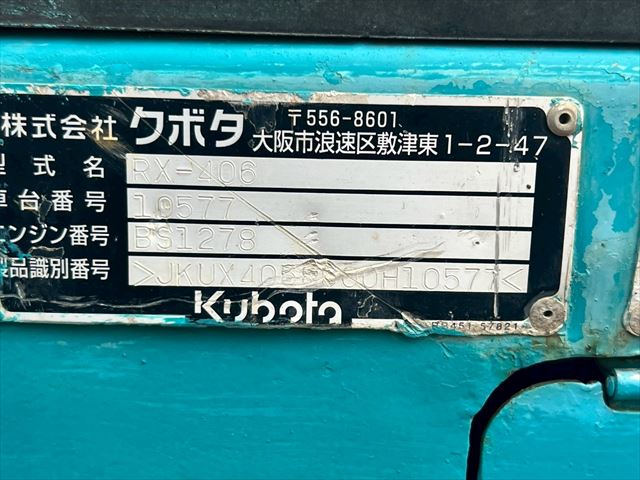 株式会社 クボタ
〒556-8601
大阪市浪速区敷津東1-2-47
型式名 RX-406
車台番号 10577
エンジン番号 BS1278
製品識別番号
Kubota